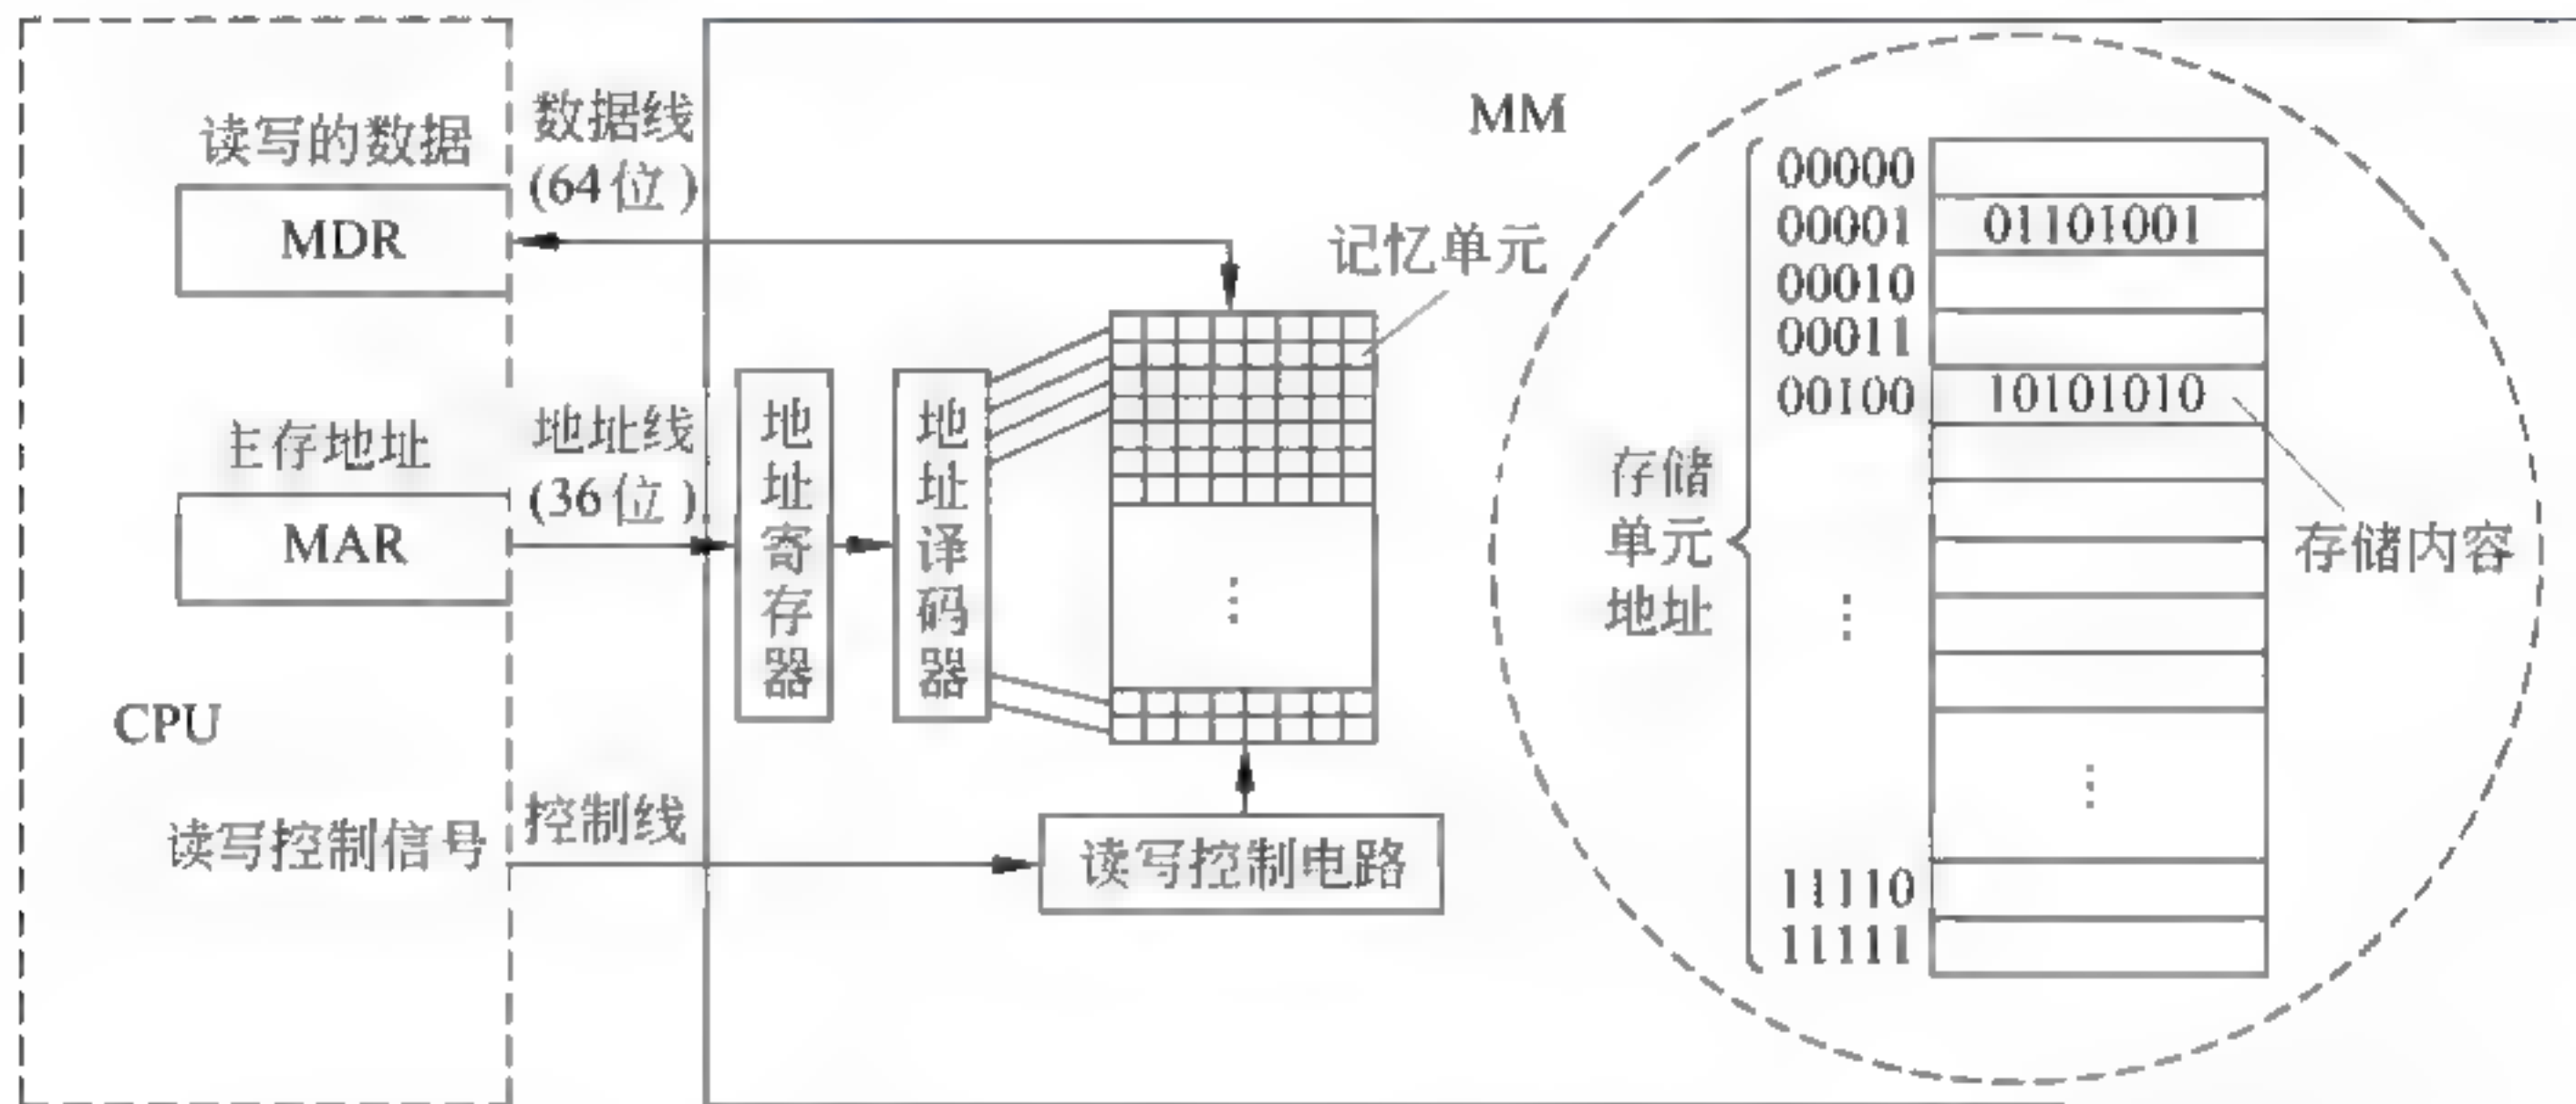 读写的数据
MDR
数据线
(64位)
主存地址
MAR
地址线
(36位)
CPU
读写控制信号
控制线
地址寄存器
地址译码器
记忆单元
⋮
读写控制电路
MM
存储
单元
地址
00000
00001 01101001
00010
00011
00100 10101010
⋮
⋮
11110
11111
存储内容